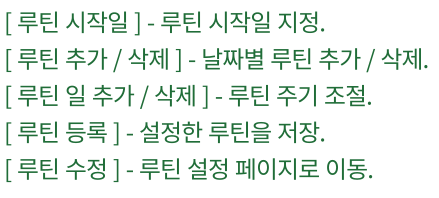 [ 루틴 시작일 ] - 루틴 시작일 지정.
[ 루틴 추가 / 삭제 ] - 날짜별 루틴 추가 / 삭제.
[ 루틴 일 추가 / 삭제 ] - 루틴 주기 조절.
[ 루틴 등록 ] - 설정한 루틴을 저장.
[ 루틴 수정 ] - 루틴 설정 페이지로 이동.